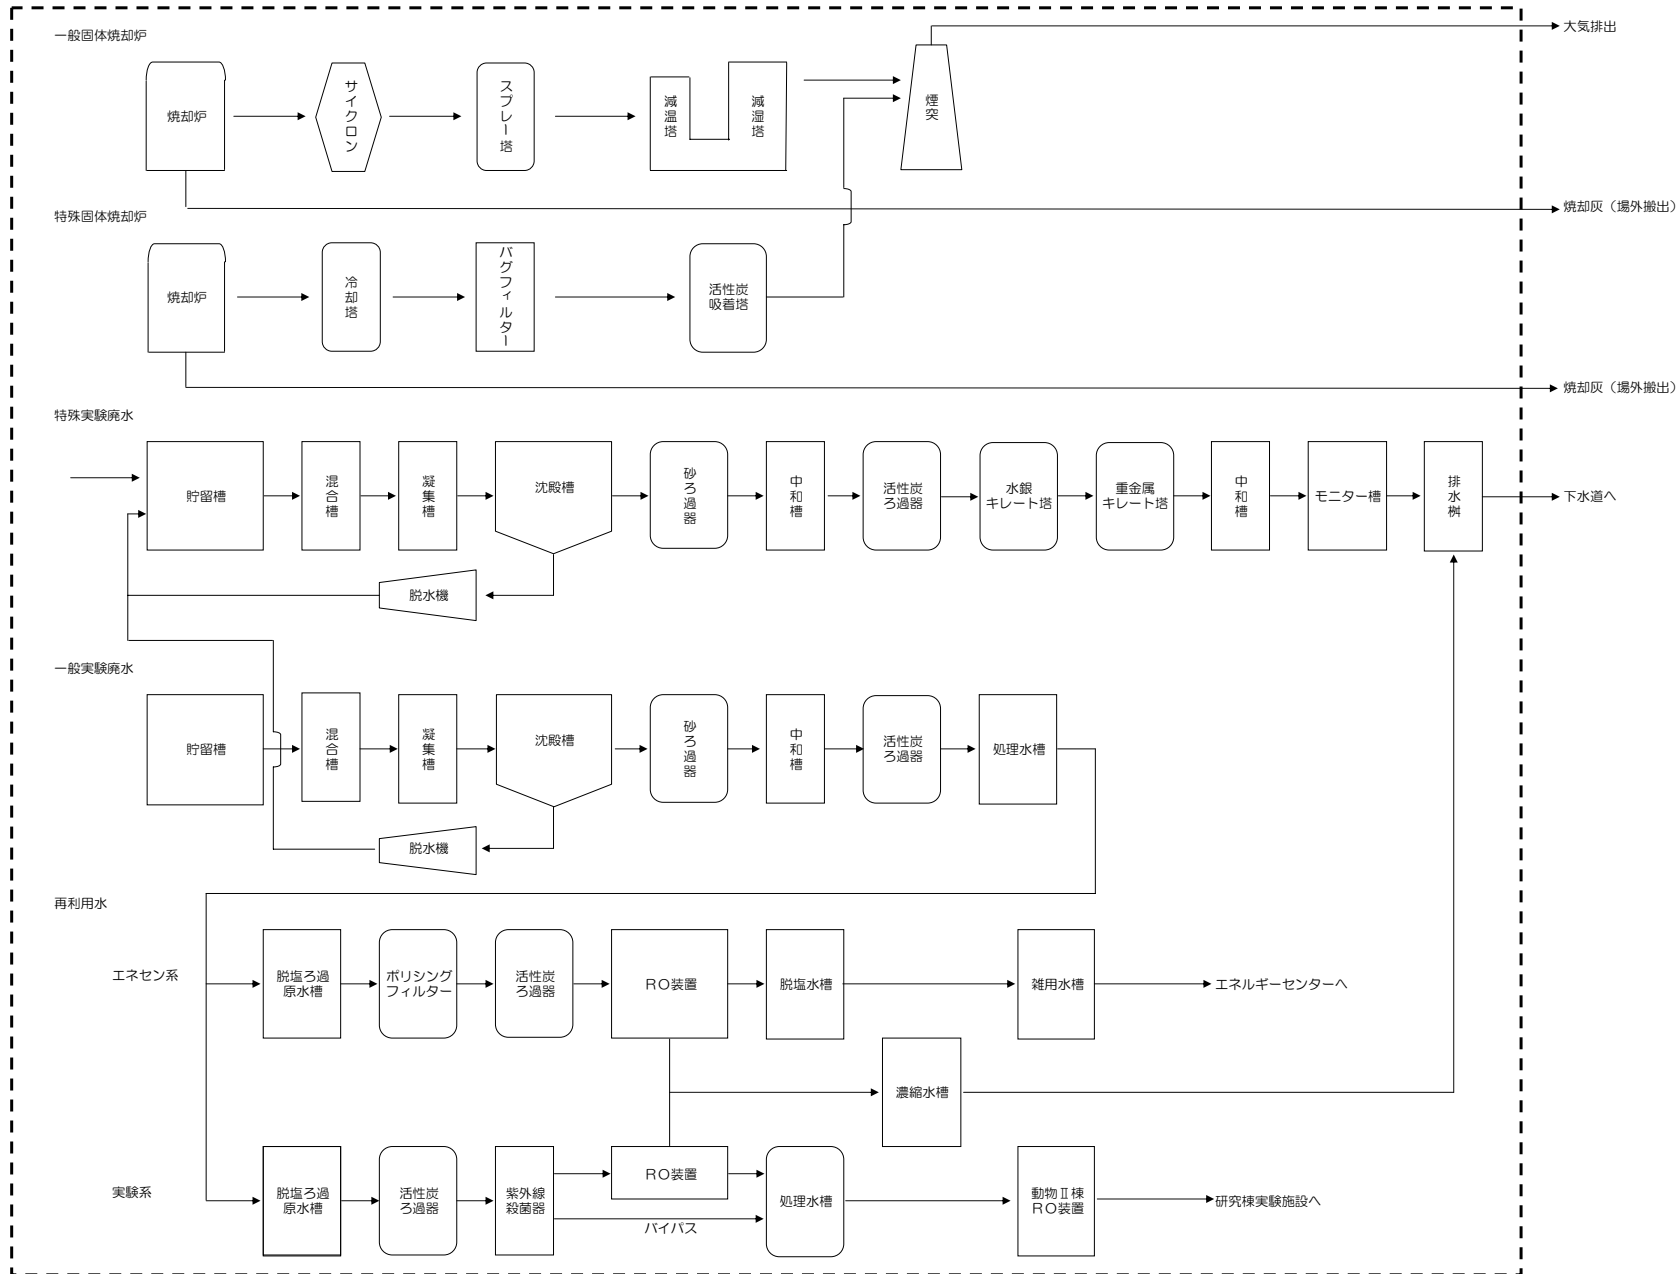 一般固体焼却炉
大気排出
焼却炉
サイクロン
スプレー塔
減温塔
減湿塔
煙突
焼却灰（場外搬出）
特殊固体焼却炉
焼却炉
冷却塔
バグフィルター
活性炭
吸着塔
焼却灰（場外搬出）
特殊実験廃水
貯留槽
混合槽
凝集槽
沈殿槽
砂ろ過器
中和槽
活性炭
ろ過器
水銀
キレート塔
重金属
キレート塔
中和槽
モニター槽
排水桝
下水道へ
脱水機
一般実験廃水
貯留槽
混合槽
凝集槽
沈殿槽
砂ろ過器
中和槽
活性炭
ろ過器
処理水槽
脱水機
再利用水
エネセン系
脱塩ろ過
原水槽
ポリシング
フィルター
活性炭
ろ過器
ＲＯ装置
脱塩水槽
雑用水槽
エネルギーセンターへ
濃縮水槽
実験系
脱塩ろ過
原水槽
活性炭
ろ過器
紫外線
殺菌器
ＲＯ装置
バイパス
処理水槽
動物Ⅱ棟
ＲＯ装置
研究棟実験施設へ